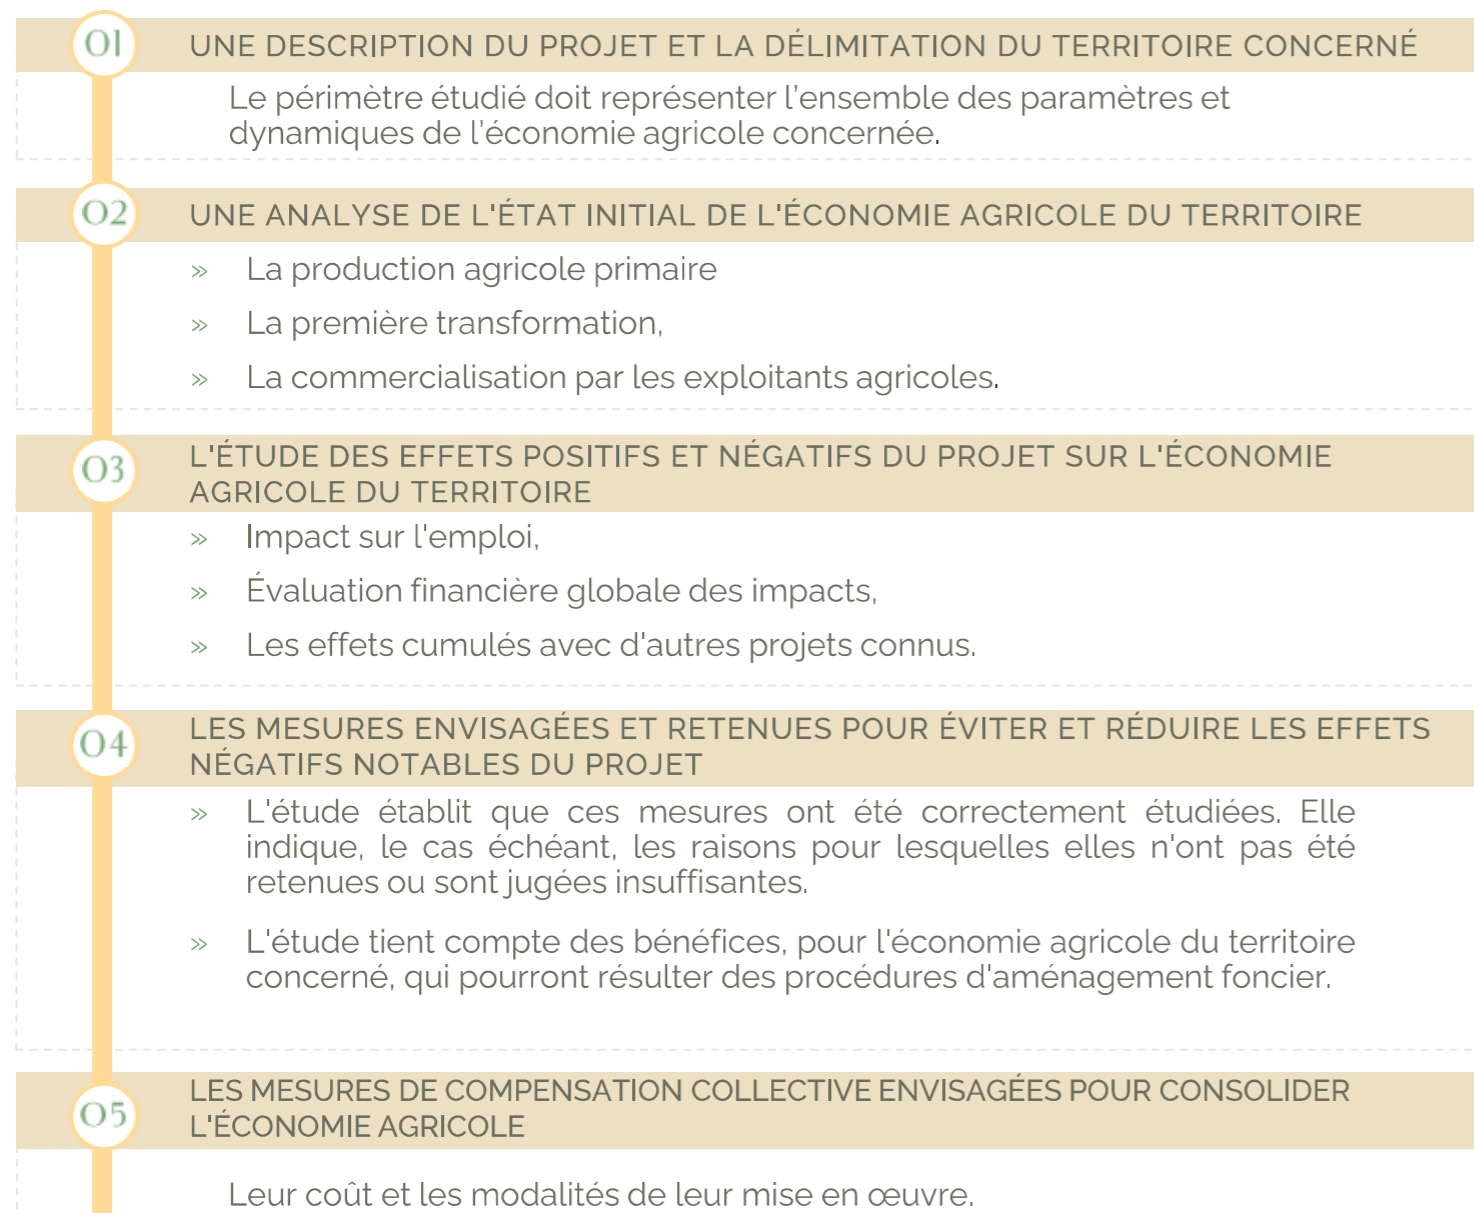 01
UNE DESCRIPTION DU PROJET ET LA DÉLIMITATION DU TERRITOIRE CONCERNÉ
Le périmètre étudié doit représenter l’ensemble des paramètres et
dynamiques de l’économie agricole concernée.
02
UNE ANALYSE DE L'ÉTAT INITIAL DE L'ÉCONOMIE AGRICOLE DU TERRITOIRE
» La production agricole primaire
» La première transformation,
» La commercialisation par les exploitants agricoles.
03
L'ÉTUDE DES EFFETS POSITIFS ET NÉGATIFS DU PROJET SUR L'ÉCONOMIE
AGRICOLE DU TERRITOIRE
» Impact sur l'emploi,
» Évaluation financière globale des impacts,
» Les effets cumulés avec d'autres projets connus.
04
LES MESURES ENVISAGÉES ET RETENUES POUR ÉVITER ET RÉDUIRE LES EFFETS
NÉGATIFS NOTABLES DU PROJET
» L'étude établit que ces mesures ont été correctement étudiées. Elle
indique, le cas échéant, les raisons pour lesquelles elles n'ont pas été
retenues ou sont jugées insuffisantes.
» L'étude tient compte des bénéfices, pour l'économie agricole du territoire
concerné, qui pourront résulter des procédures d'aménagement foncier.
05
LES MESURES DE COMPENSATION COLLECTIVE ENVISAGÉES POUR CONSOLIDER
L'ÉCONOMIE AGRICOLE
Leur coût et les modalités de leur mise en œuvre.